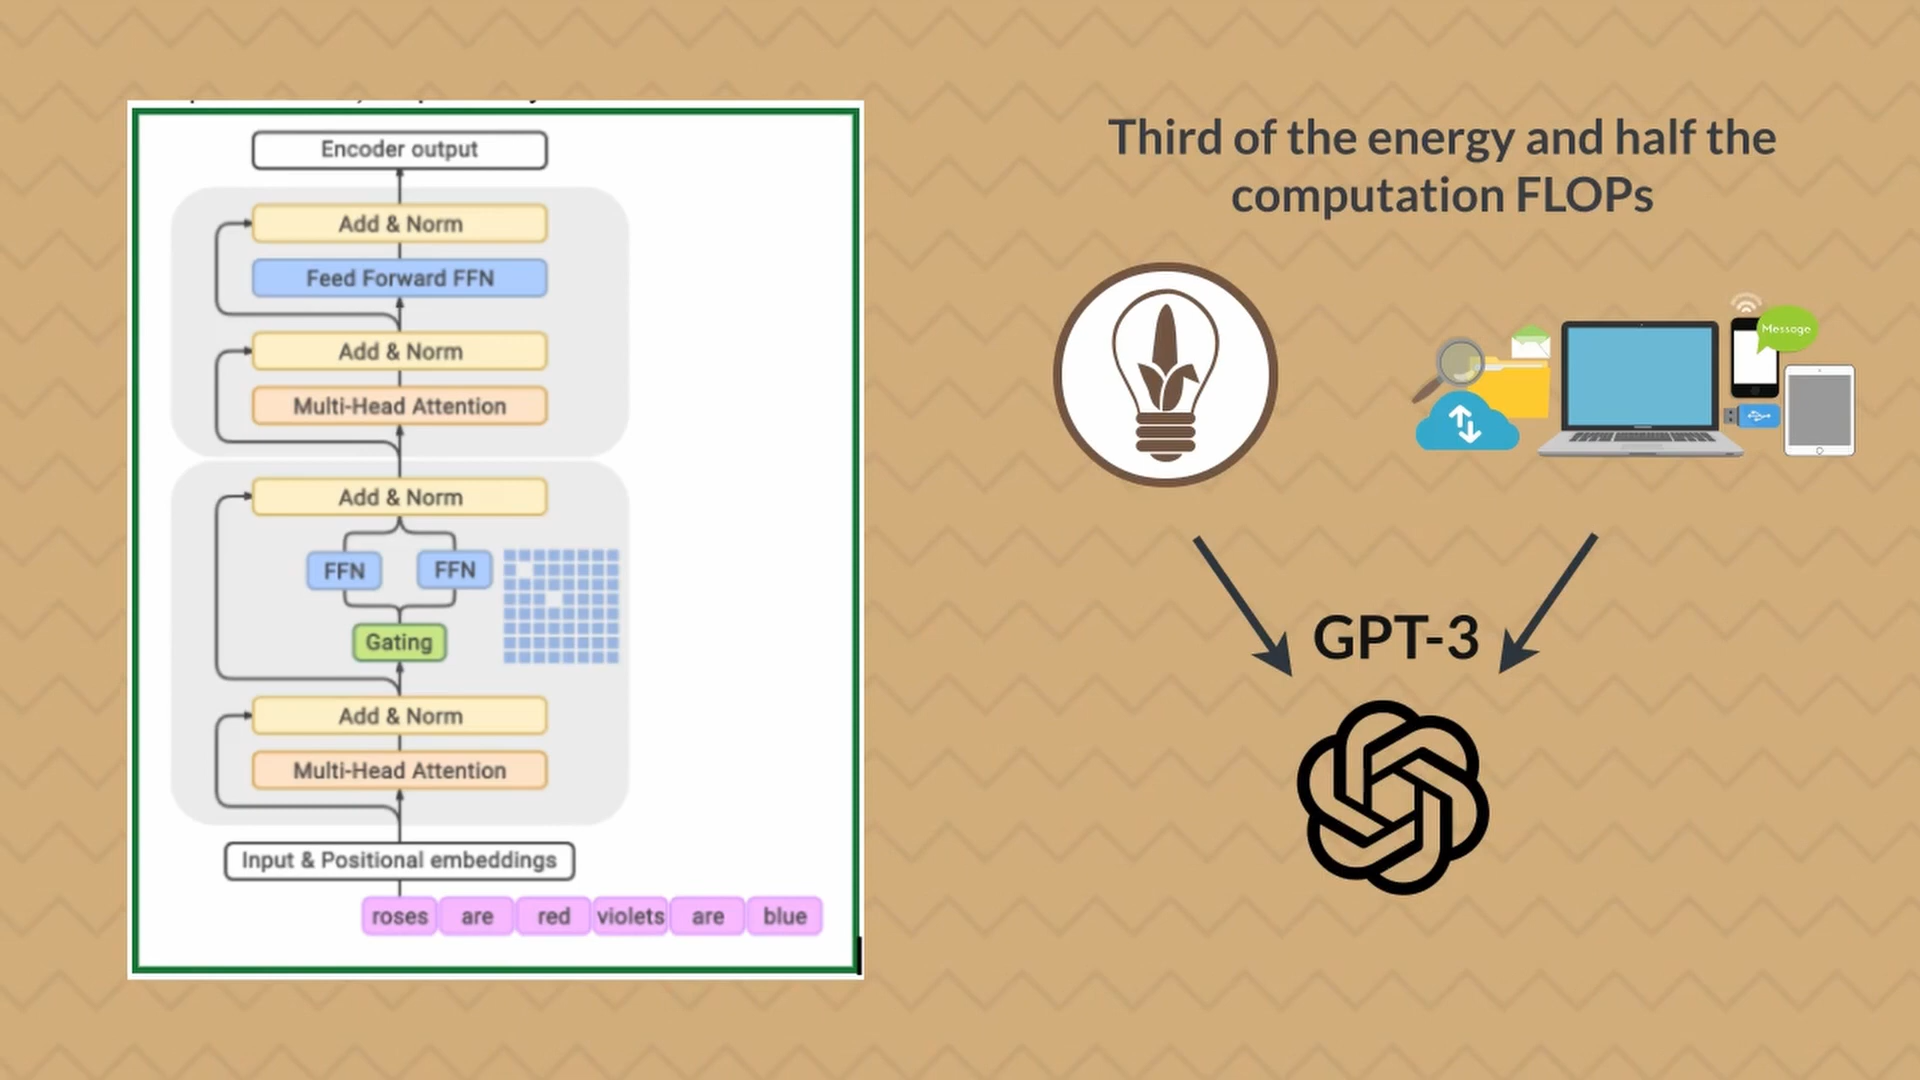 Encoder output
Add & Norm
Feed Forward FFN
Add & Norm
Multi-Head Attention
Add & Norm
FFN FFN
Gating
Add & Norm
Multi-Head Attention
Input & Positional embeddings
roses are red violets are blue
Third of the energy and half the
computation FLOPs
Message
GPT-3